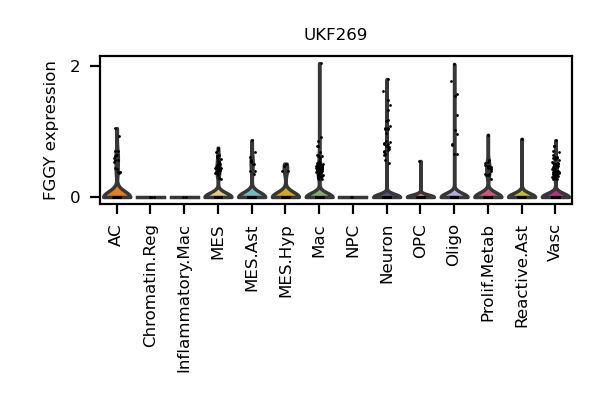 UKF269
FGGY expression
2
0
AC
Chromatin.Reg
Inflammatory.Mac
MES
MES.Ast
MES.Hyp
Mac
NPC
Neuron
OPC
Oligo
Prolif.Metab
Reactive.Ast
Vasc